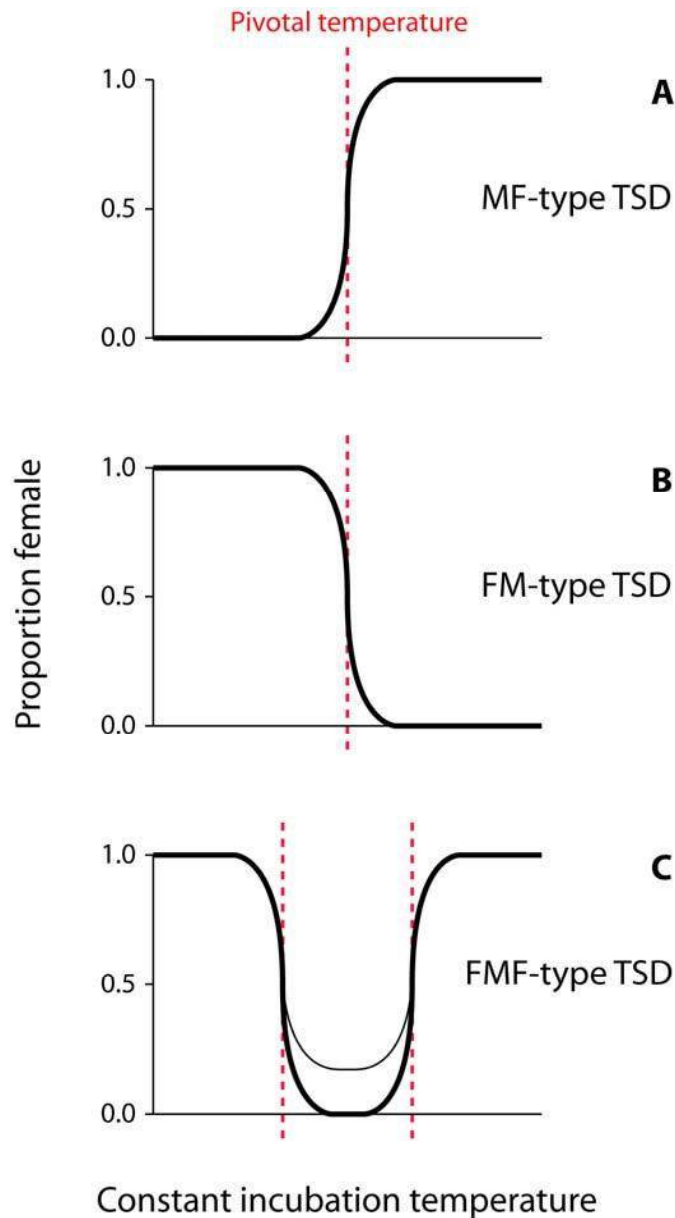 Pivotal temperature
1.0
0.5
0.0
A
MF-type TSD
1.0
0.5
0.0
B
FM-type TSD
Proportion female
1.0
0.5
0.0
C
FMF-type TSD
Constant incubation temperature